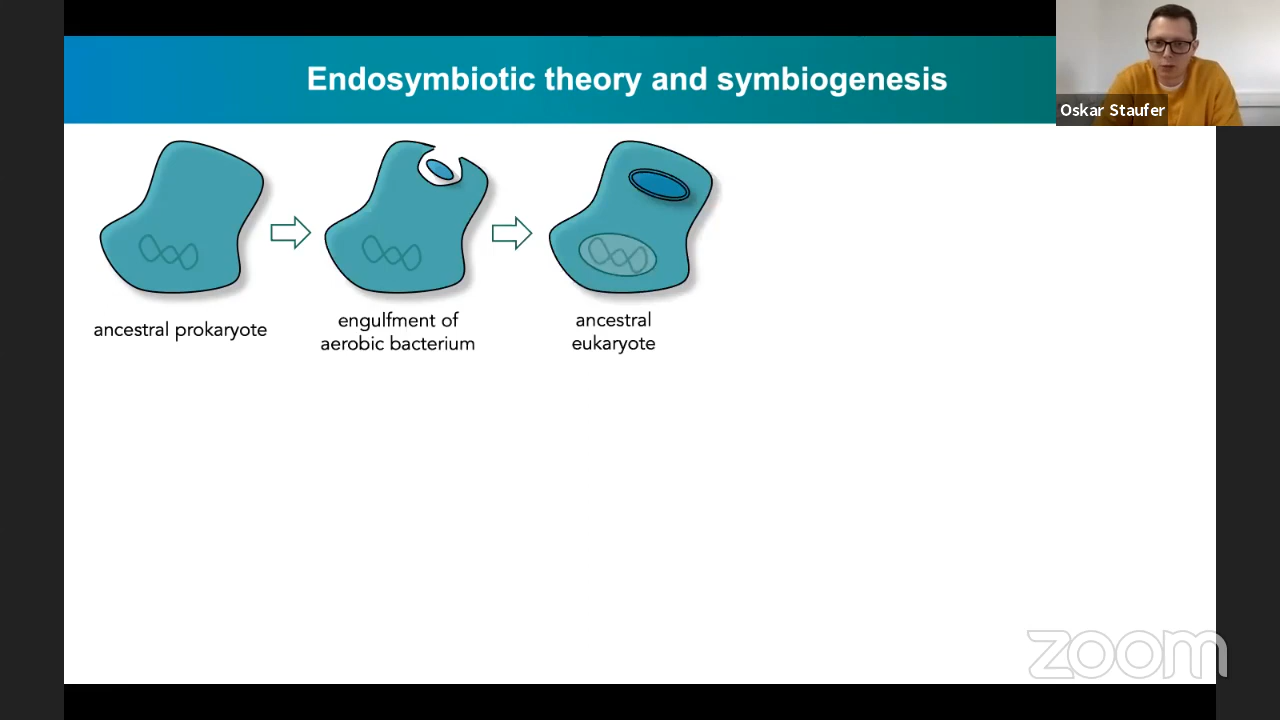 Endosymbiotic theory and symbiogenesis
Oskar Staufer
ancestral prokaryote
engulfment of
aerobic bacterium
ancestral
eukaryote
zoom